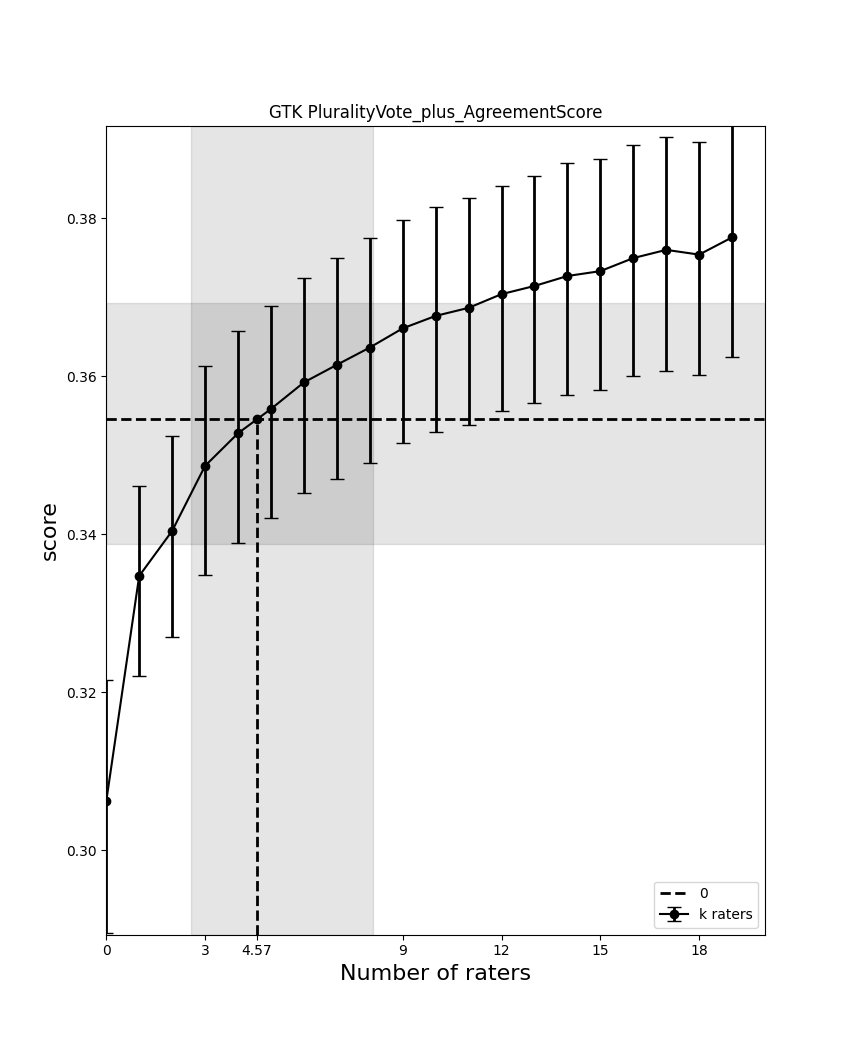 GTK PluralityVote_plus_AgreementScore
0.38
0.36
0.34
0.32
0.30
score
0
k raters
0 3 4.57 9 12 15 18
Number of raters